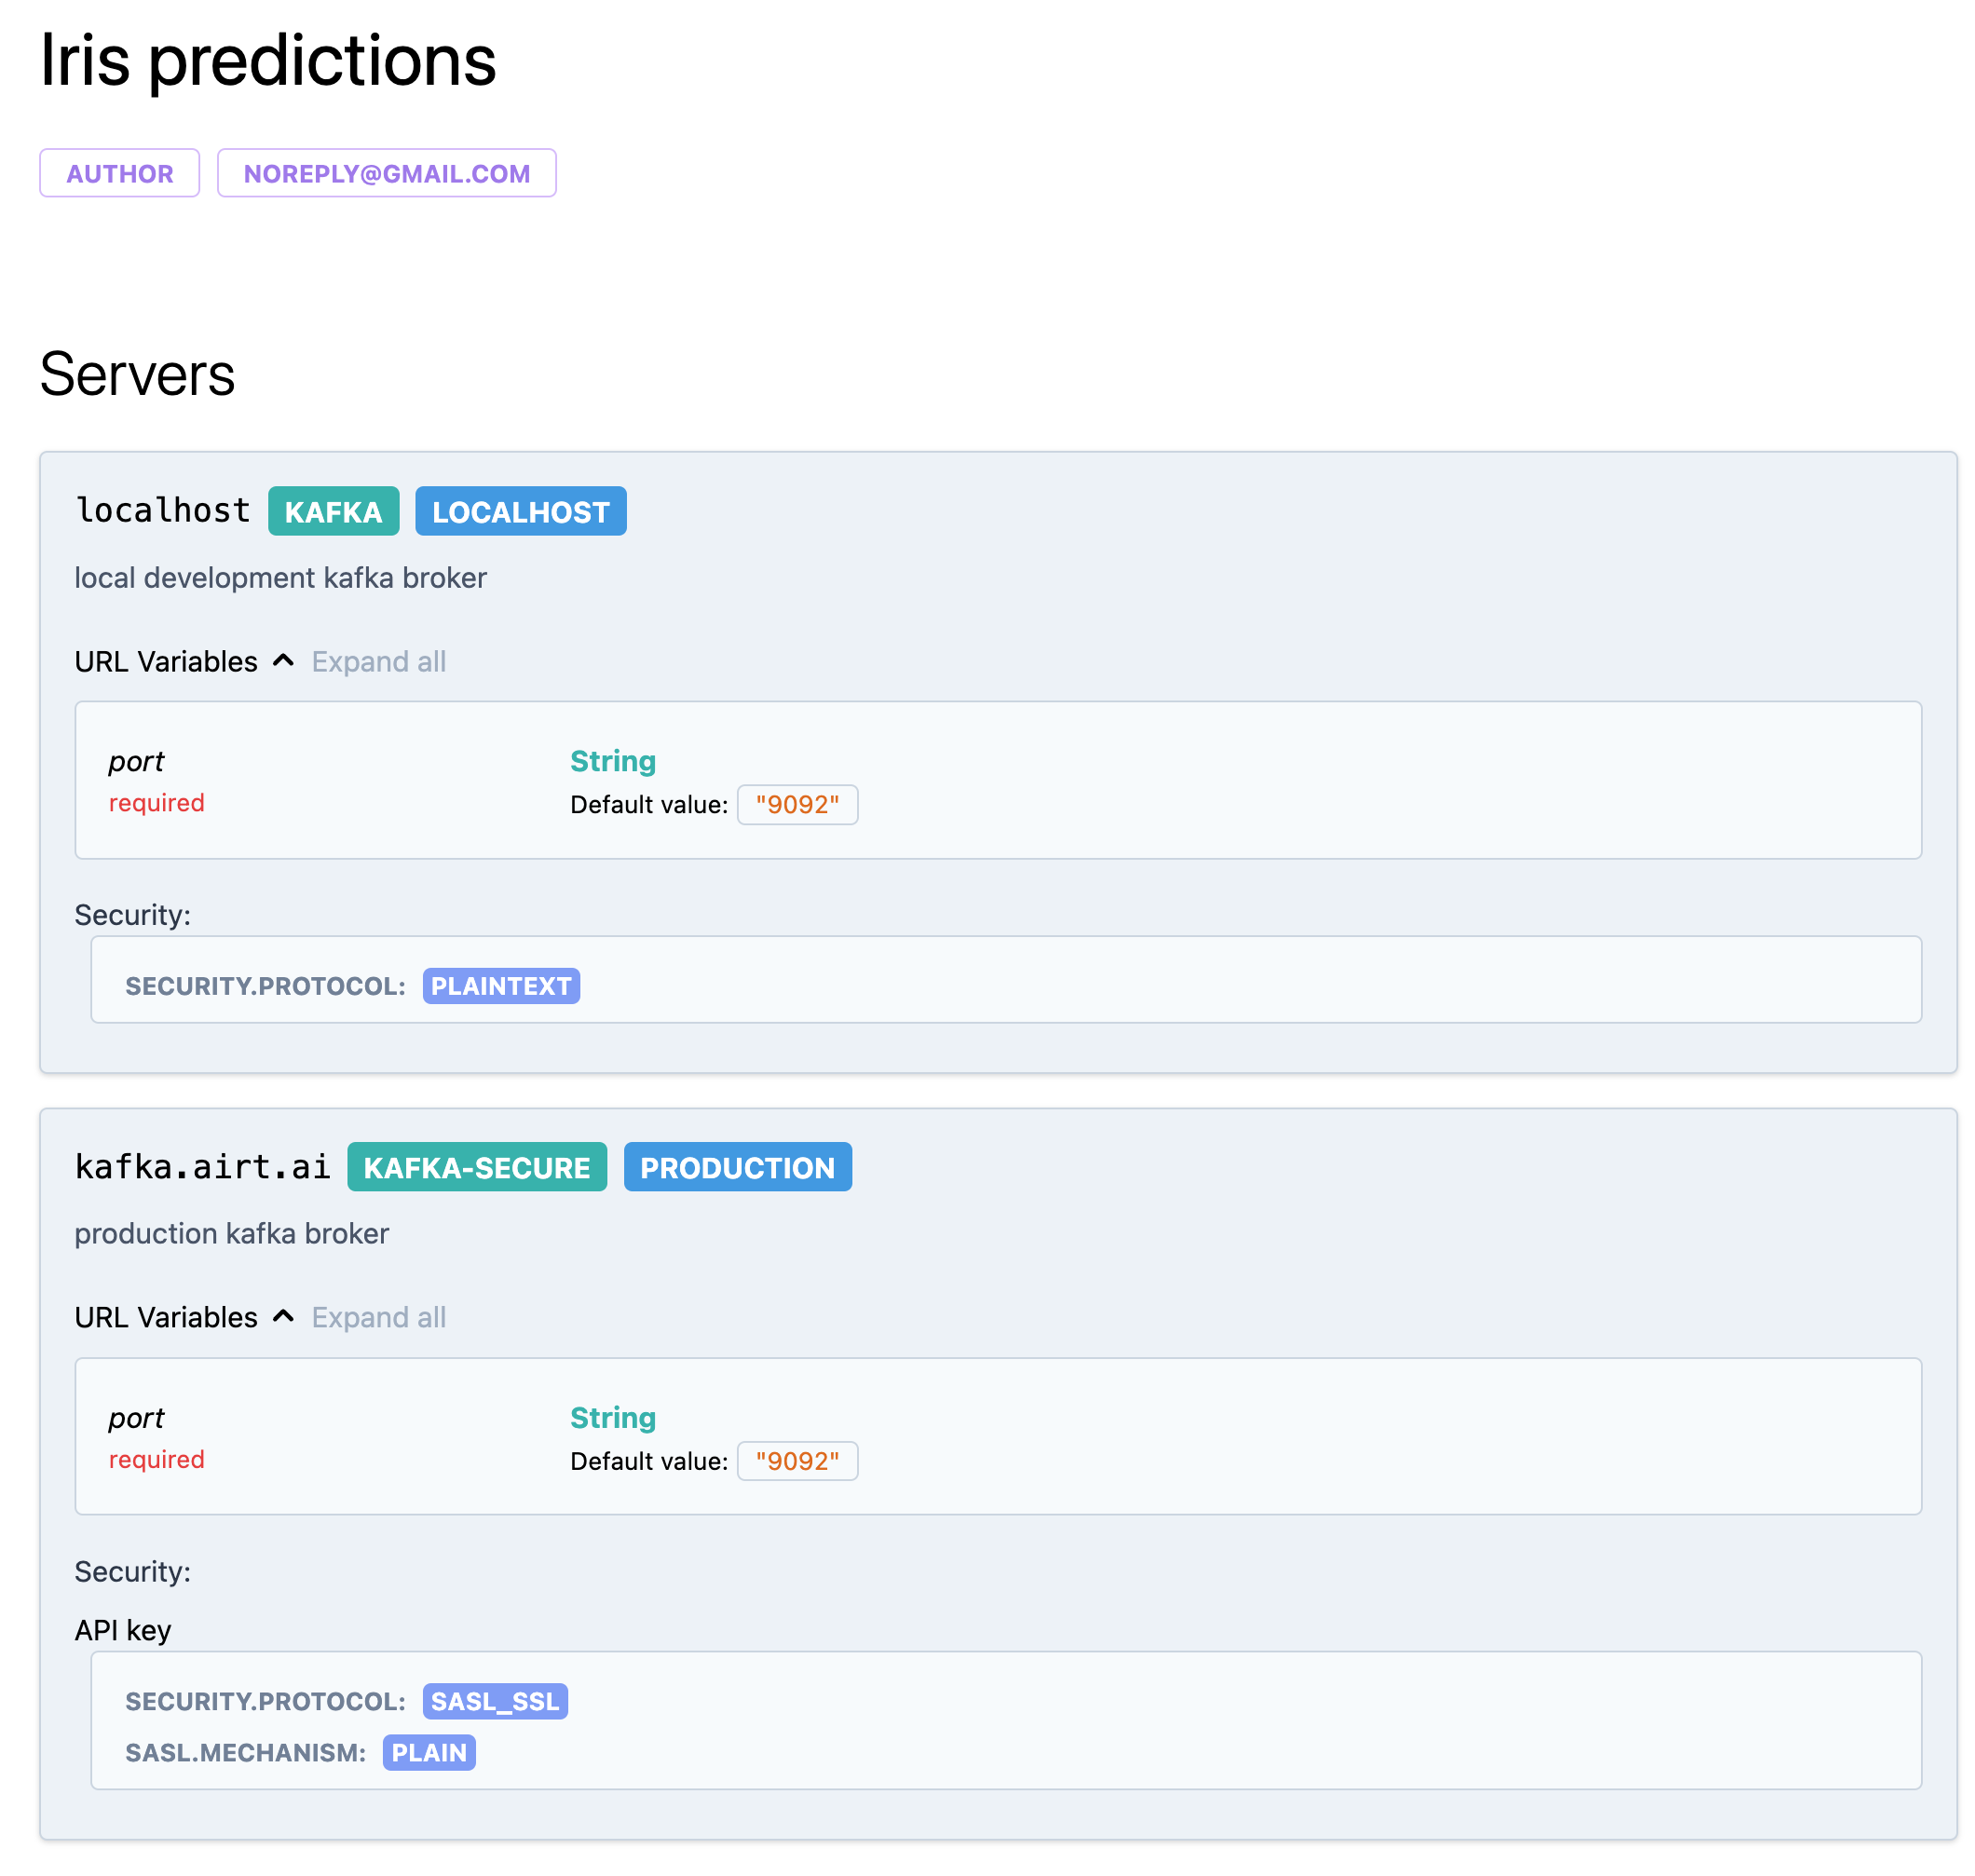 Iris predictions
AUTHOR NOREPLY@GMAIL.COM
Servers
localhost KAFKA LOCALHOST
local development kafka broker
URL Variables Expand all
port String
required Default value: "9092"
Security:
SECURITY.PROTOCOL: PLAINTEXT
kafka.airt.ai KAFKA-SECURE PRODUCTION
production kafka broker
URL Variables Expand all
port String
required Default value: "9092"
Security:
API key
SECURITY.PROTOCOL: SASL_SSL
SASL.MECHANISM: PLAIN